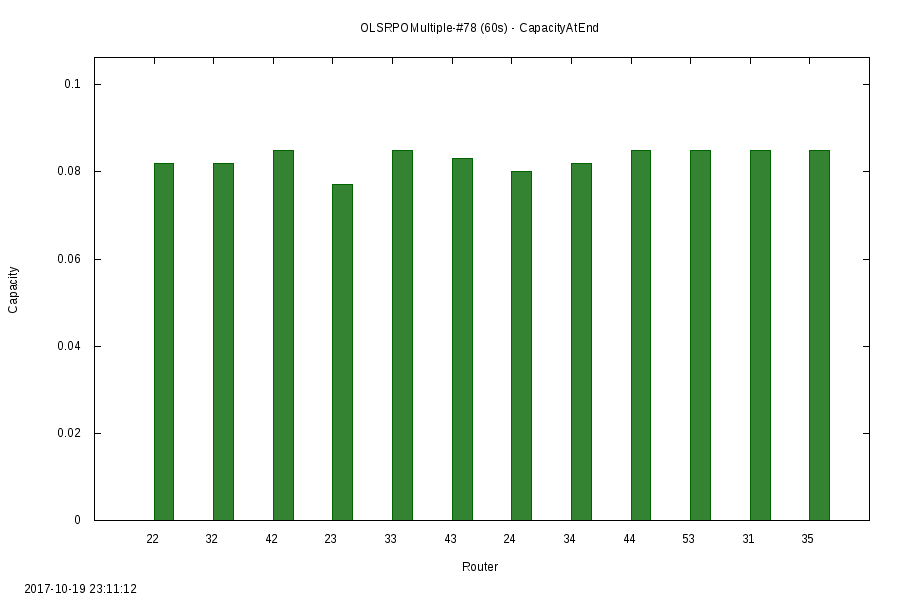 OLSRPOMultiple-#78 (60s) - CapacityAtEnd
0.1
0.08
0.06
0.04
0.02
0
Capacity
22 32 42 23 33 43 24 34 44 53 31 35
Router
2017-10-19 23:11:12